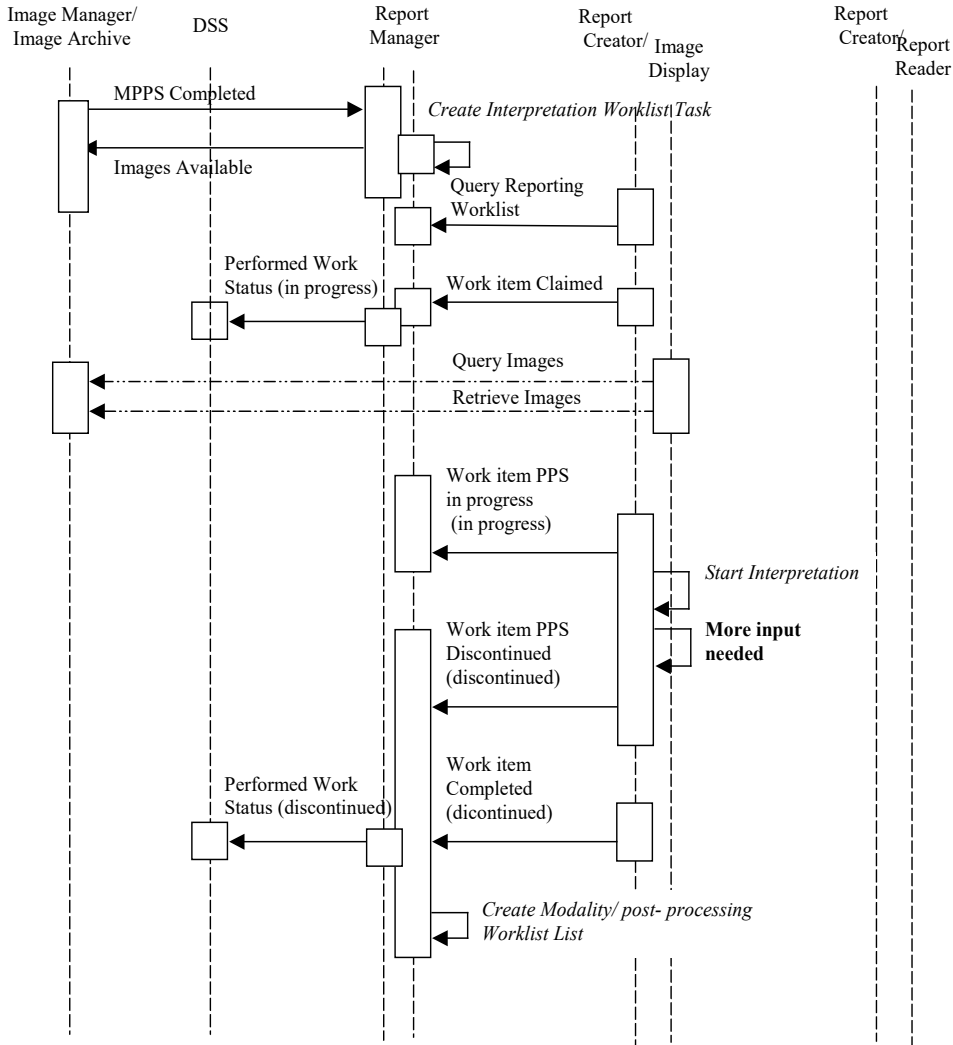 Image Manager/
Image Archive
DSS
Report
Manager
Report
Creator/
Image
Display
Report
Creator/
Report
Reader
MPPS Completed
Create Interpretation Worklist Task
Images Available
Query Reporting
Worklist
Performed Work
Status (in progress)
Work item Claimed
Query Images
Retrieve Images
Work item PPS
in progress
(in progress)
Start Interpretation
More input
needed
Work item PPS
Discontinued
(discontinued)
Performed Work
Status (discontinued)
Work item
Completed
(dicontinued)
Create Modality/ post- processing
Worklist List